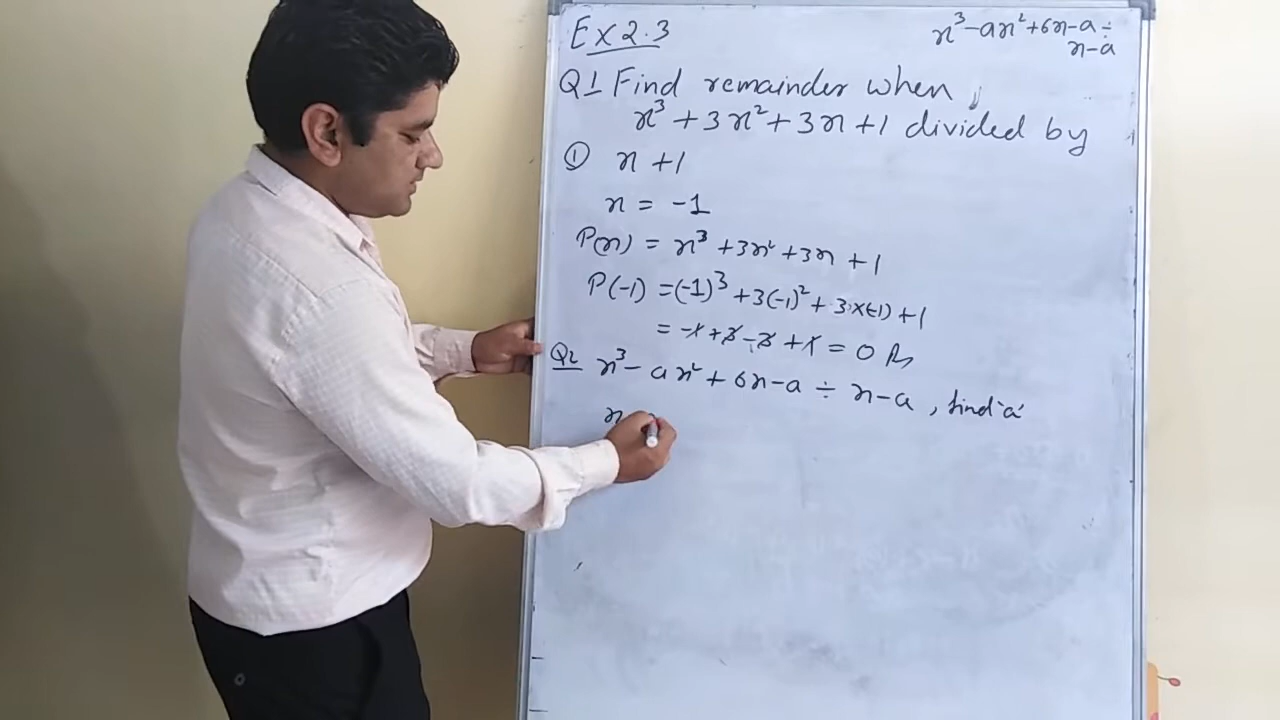 Ex 2.3
x³-ax²+6x-a ÷
x-a
Q1 Find remainder when
x³ + 3x² + 3x + 1 divided by
① x + 1
x = -1
P(x) = x³ + 3x² + 3x + 1
P(-1) = (-1)³ + 3(-1)² + 3×(-1) + 1
= -1 + 3 - 3 + 1 = 0
Q2 x³ - ax² + 6x - a ÷ x - a, find 'a'
x